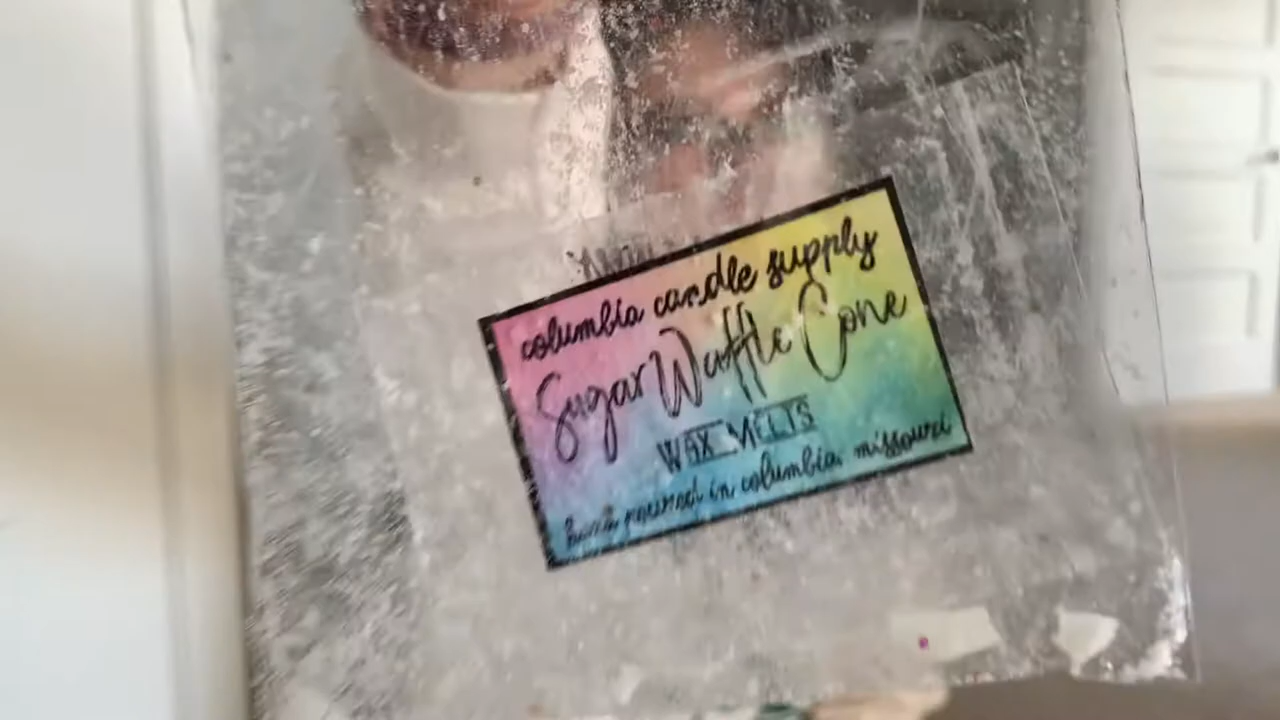 columbia candle supply
Sugar Waffle Cone
WAX MELTS
hand poured in columbia, missouri